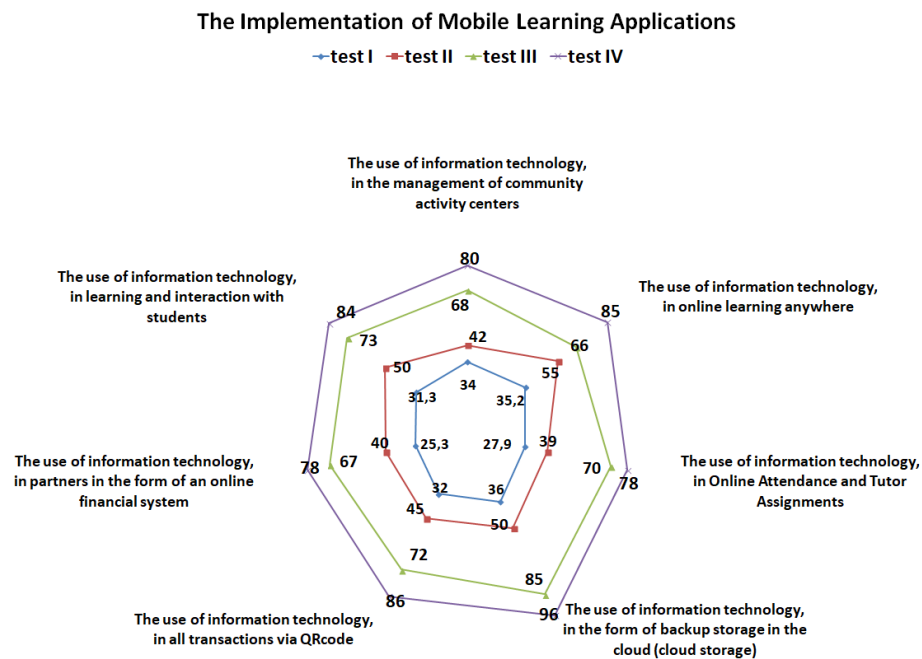 The Implementation of Mobile Learning Applications
test I test II test III test IV
The use of information technology,
in the management of community
activity centers
The use of information technology,
in online learning anywhere
The use of information technology,
in Online Attendance and Tutor
Assignments
The use of information technology,
in the form of backup storage in the
cloud (cloud storage)
The use of information technology,
in all transactions via QRcode
The use of information technology,
in partners in the form of an online
financial system
The use of information technology,
in learning and interaction with
students
80
68
42
34
85
66
55
35,2
78
70
39
27,9
96
85
50
36
86
72
45
32
78
67
40
25,3
84
73
50
31,3